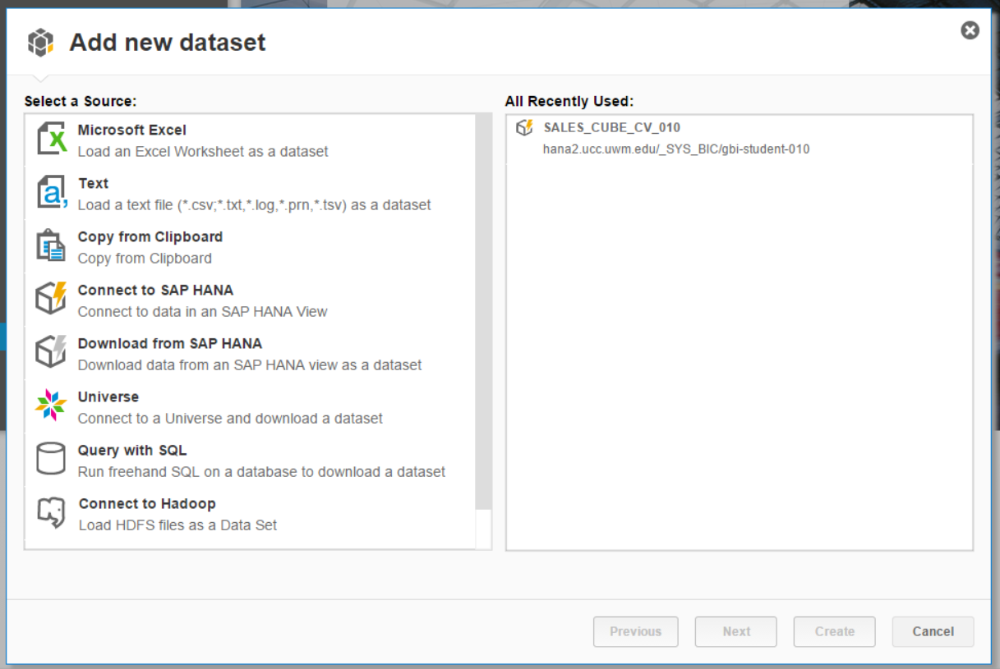 Add new dataset
Select a Source:
Microsoft Excel
Load an Excel Worksheet as a dataset
Text
Load a text file (*.csv;*.txt,*.log,*.prn,*.tsv) as a dataset
Copy from Clipboard
Copy from Clipboard
Connect to SAP HANA
Connect to data in an SAP HANA View
Download from SAP HANA
Download data from an SAP HANA view as a dataset
Universe
Connect to a Universe and download a dataset
Query with SQL
Run freehand SQL on a database to download a dataset
Connect to Hadoop
Load HDFS files as a Data Set
All Recently Used:
SALES_CUBE_CV_010
hana2.ucc.uwm.edu/_SYS_BIC/gbi-student-010
Previous
Next
Create
Cancel